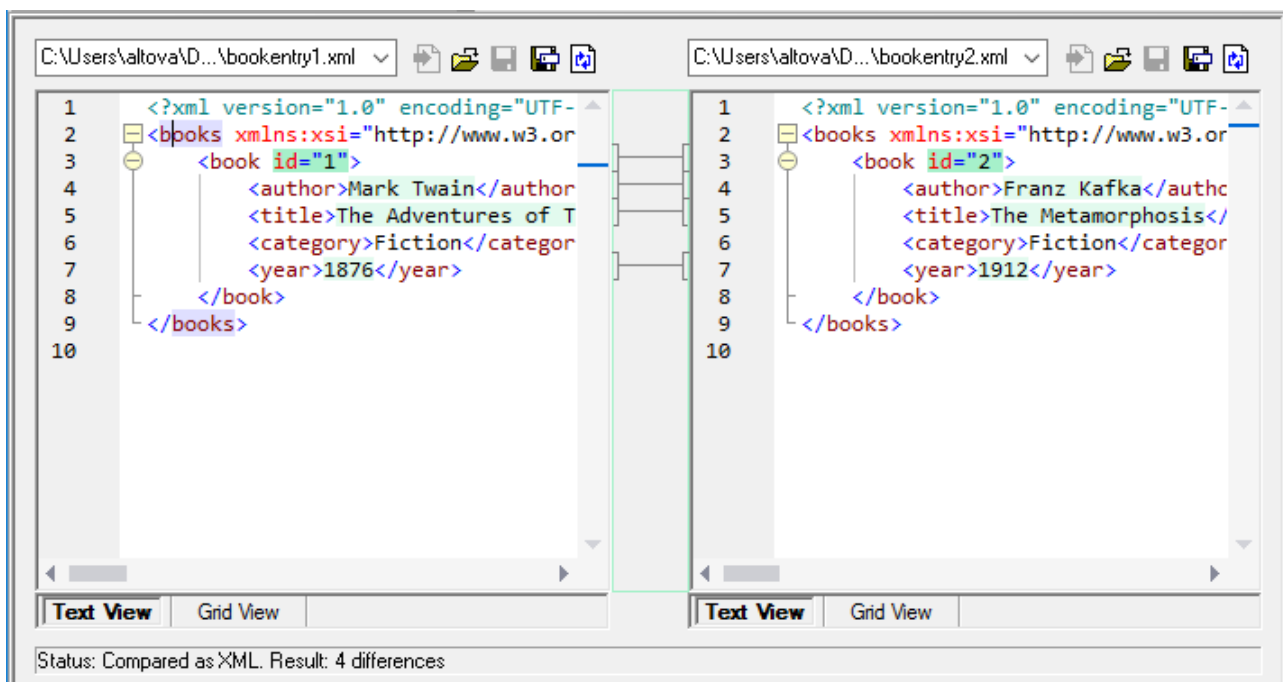 C:\Users\altova\D...\bookentry1.xml
1 <?xml version="1.0" encoding="UTF-
2 <books xmlns:xsi="http://www.w3.or
3 <book id="1">
4 <author>Mark Twain</author
5 <title>The Adventures of T
6 <category>Fiction</categor
7 <year>1876</year>
8 </book>
9 </books>
10
Text View Grid View
C:\Users\altova\D...\bookentry2.xml
1 <?xml version="1.0" encoding="UTF-
2 <books xmlns:xsi="http://www.w3.or
3 <book id="2">
4 <author>Franz Kafka</autho
5 <title>The Metamorphosis</
6 <category>Fiction</categor
7 <year>1912</year>
8 </book>
9 </books>
10
Text View Grid View
Status: Compared as XML. Result: 4 differences